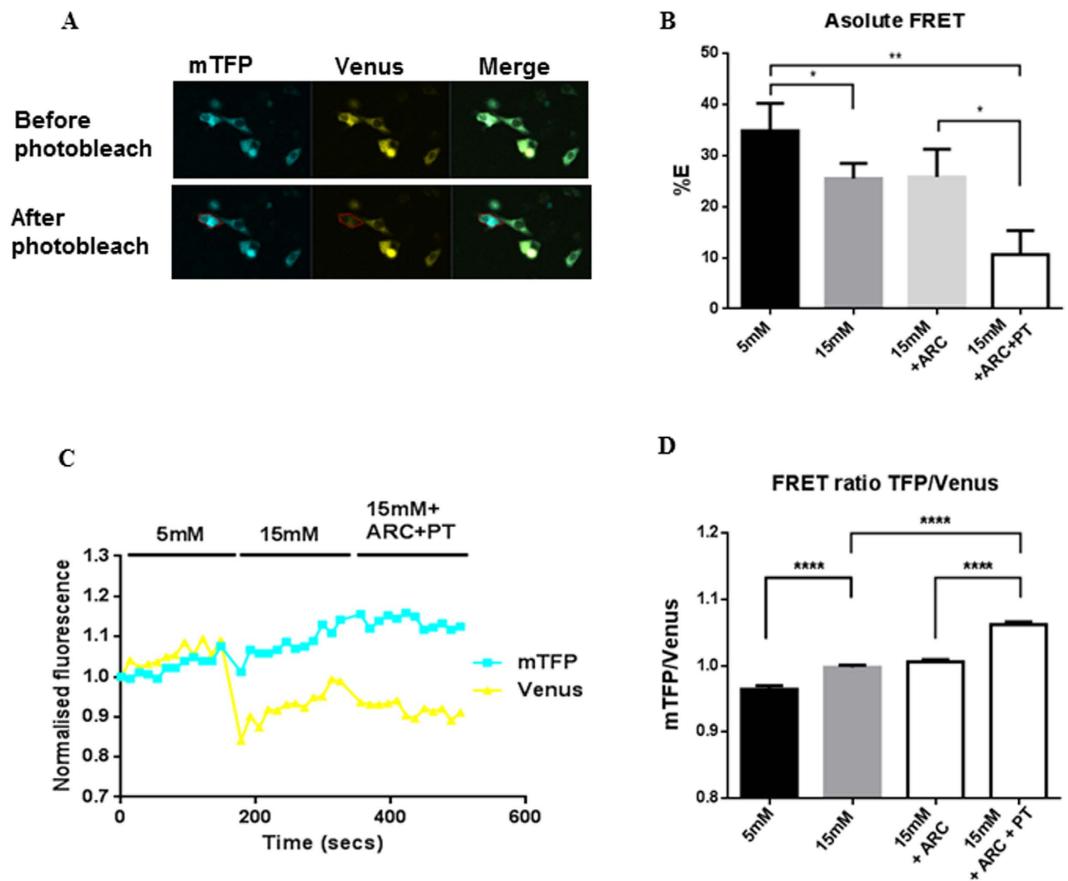 A
mTFP Venus Merge
Before
photobleach
After
photobleach
B
Asolute FRET
**
*
*
%E
50
40
30
20
10
0
5mM
15mM
15mM
+ARC
15mM
+ARC+PT
C
5mM
15mM
15mM+
ARC+PT
Normalised fluorescence
1.3
1.2
1.1
1.0
0.9
0.8
0.7
0 200 400 600
Time (secs)
mTFP
Venus
D
FRET ratio TFP/Venus
****
****
****
mTFP/Venus
1.2
1.1
1.0
0.9
0.8
5mM
15mM
15mM
+ ARC
15mM
+ ARC + PT